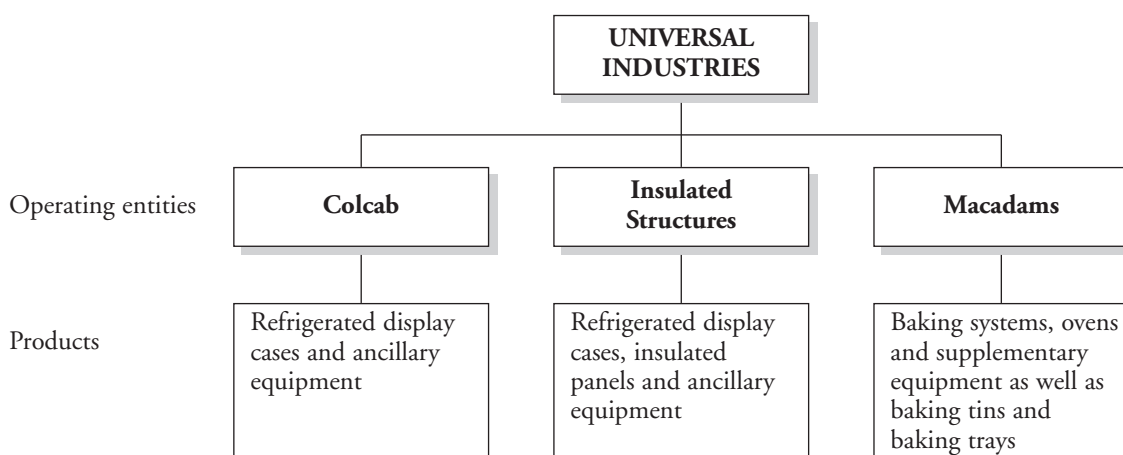 UNIVERSAL
INDUSTRIES
Operating entities
Colcab
Insulated
Structures
Macadams
Products
Refrigerated display
cases and ancillary
equipment
Refrigerated display
cases, insulated
panels and ancillary
equipment
Baking systems, ovens
and supplementary
equipment as well as
baking tins and
baking trays